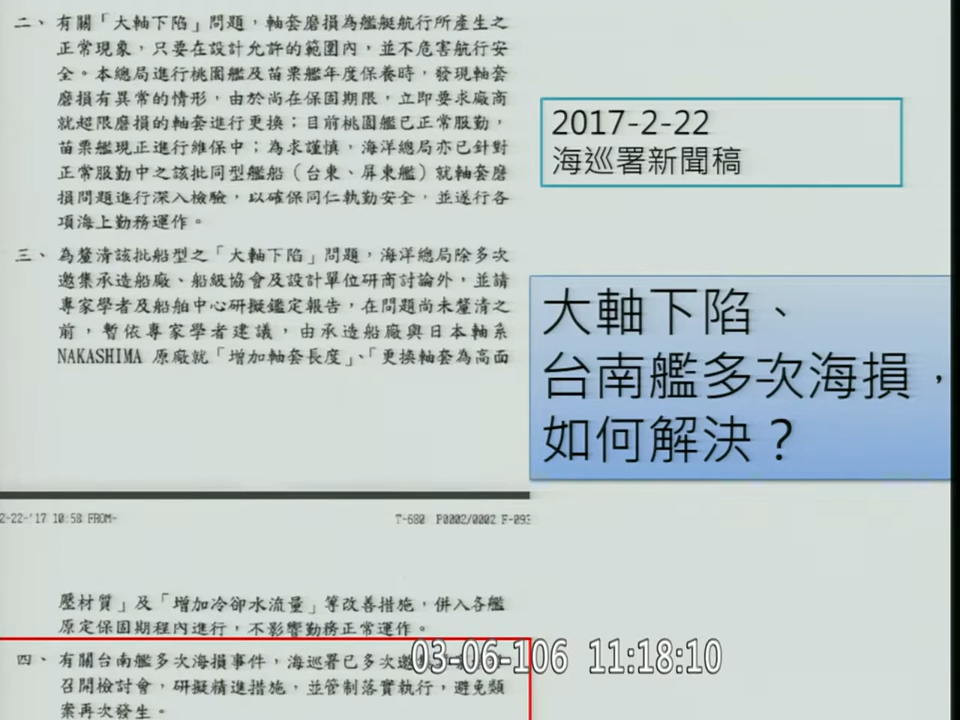 二、有關「大軸下陷」問題，軸套磨損為艦艇航行所產生之
正常現象，只要在設計允許的範圍內，並不危害航行安
全。本總局進行桃園艦及苗栗艦年度保養時，發現軸套
磨損有異常的情形，由於尚在保固期限，立即要求廠商
就超限磨損的軸套進行更換；目前桃園艦已正常服勤，
苗栗艦現正進行維保中；為求謹慎，海洋總局亦已針對
正常服勤中之該批同型艦船（台東、屏東艦）就軸套磨
損問題進行深入檢驗，以確保同仁執勤安全，並遂行各
項海上勤務運作。
三、為釐清該批船型之「大軸下陷」問題，海洋總局除多次
邀集承造船廠、船級協會及設計單位研商討論外，並請
專家學者及船舶中心研擬鑑定報告，在問題尚未釐清之
前，暫依專家學者建議，由承造船廠與日本軸系
NAKASHIMA 原廠就「增加軸套長度」、「更換軸套為高面
2-22-'17 10:58 FROM-
T-680 P0002/0002 F-093
壓材質」及「增加冷卻水流量」等改善措施，併入各艦
原定保固期程內進行，不影響勤務正常運作。
四、有關台南艦多次海損事件，海巡署已多次邀
召開檢討會，研擬精進措施，並管制落實執行，避免類
案再次發生。
2017-2-22
海巡署新聞稿
大軸下陷、
台南艦多次海損，
如何解決？
03-06-106 11:18:10